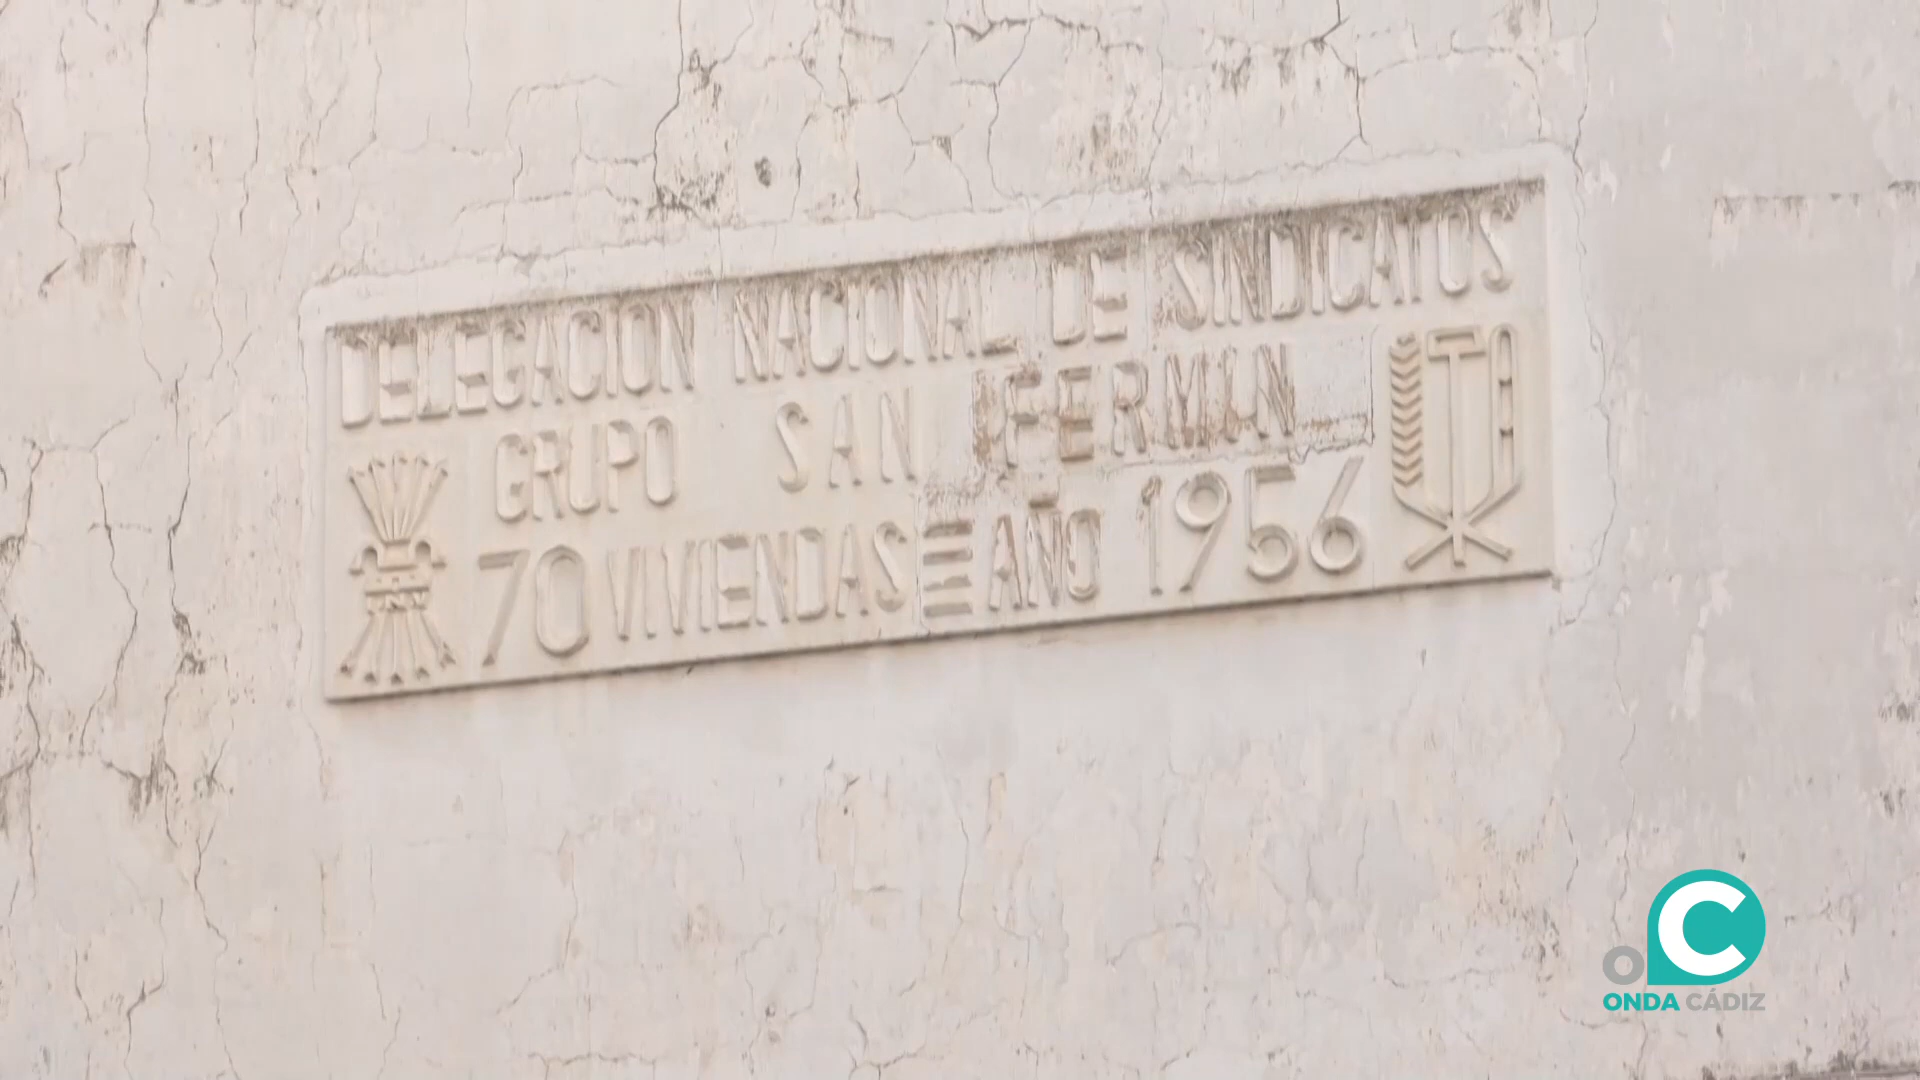 DELEGACION NACIONAL DE SINDICATOS
GRUPO SAN FERMIN
70 VIVIENDAS AÑO 1956
O C
ONDA CÁDIZ